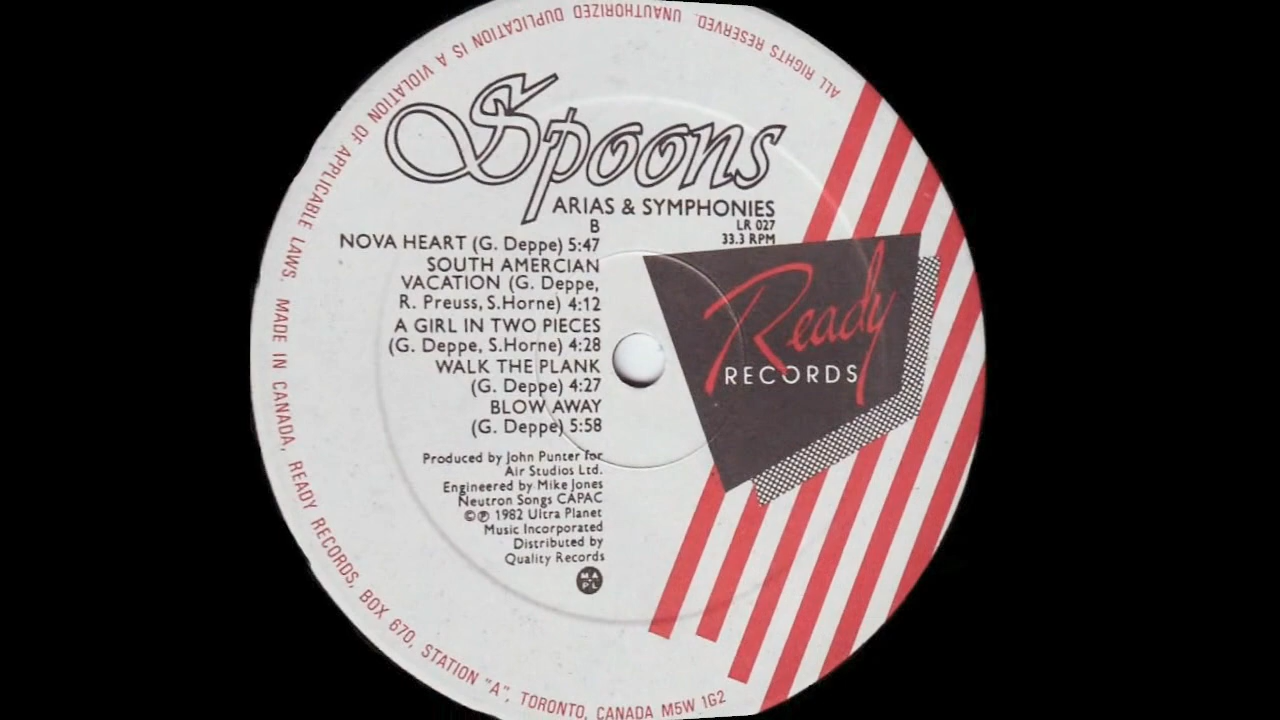 Spoons
ARIAS & SYMPHONIES
B
LR 027
33.3 RPM
NOVA HEART (G. Deppe) 5:47
SOUTH AMERCIAN
VACATION (G. Deppe,
R. Preuss, S.Horne) 4:12
A GIRL IN TWO PIECES
(G. Deppe, S.Horne) 4:28
WALK THE PLANK
(G. Deppe) 4:27
BLOW AWAY
(G. Deppe) 5:58
Produced by John Punter for
Air Studios Ltd.
Engineered by Mike Jones
Neutron Songs CAPAC
©℗ 1982 Ultra Planet
Music Incorporated
Distributed by
Quality Records
MAPL
Ready
RECORDS
ALL RIGHTS RESERVED. UNAUTHORIZED DUPLICATION IS A VIOLATION OF APPLICABLE LAWS. MADE IN CANADA, READY RECORDS, BOX 670, STATION "A", TORONTO, CANADA M5W 1G2